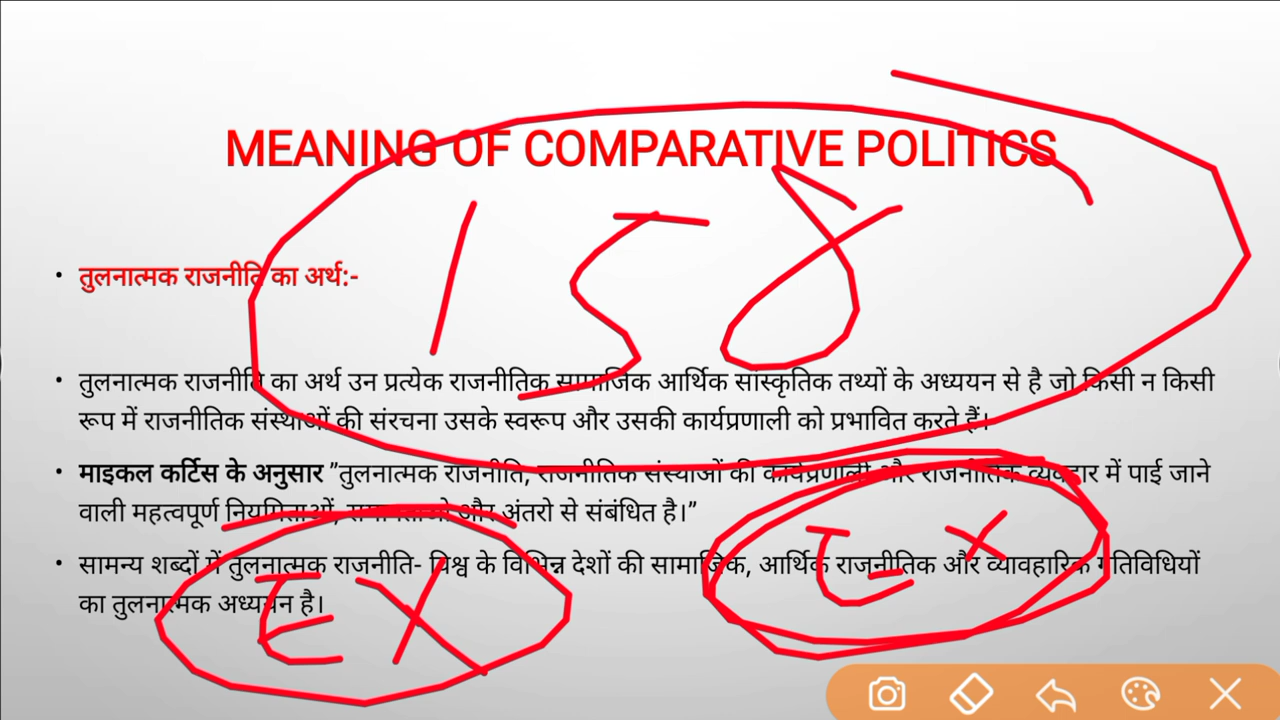 MEANING OF COMPARATIVE POLITICS
158
• तुलनात्मक राजनीति का अर्थ:-
• तुलनात्मक राजनीति का अर्थ उन प्रत्येक राजनीतिक सामाजिक आर्थिक सांस्कृतिक तथ्यों के अध्ययन से है जो किसी न किसी
रूप में राजनीतिक संस्थाओं की संरचना उसके स्वरूप और उसकी कार्यप्रणाली को प्रभावित करते हैं।
• माइकल कर्टिस के अनुसार ”तुलनात्मक राजनीति, राजनीतिक संस्थाओं की कार्यप्रणाली और राजनीतिक व्यवहार में पाई जाने
वाली महत्वपूर्ण नियमिताओं, समानताओ और अंतरो से संबंधित है।”
• सामन्य शब्दों में तुलनात्मक राजनीति- विश्व के विभिन्न देशों की सामाजिक, आर्थिक राजनीतिक और व्यावहारिक गतिविधियों
का तुलनात्मक अध्ययन है।
EX
EX